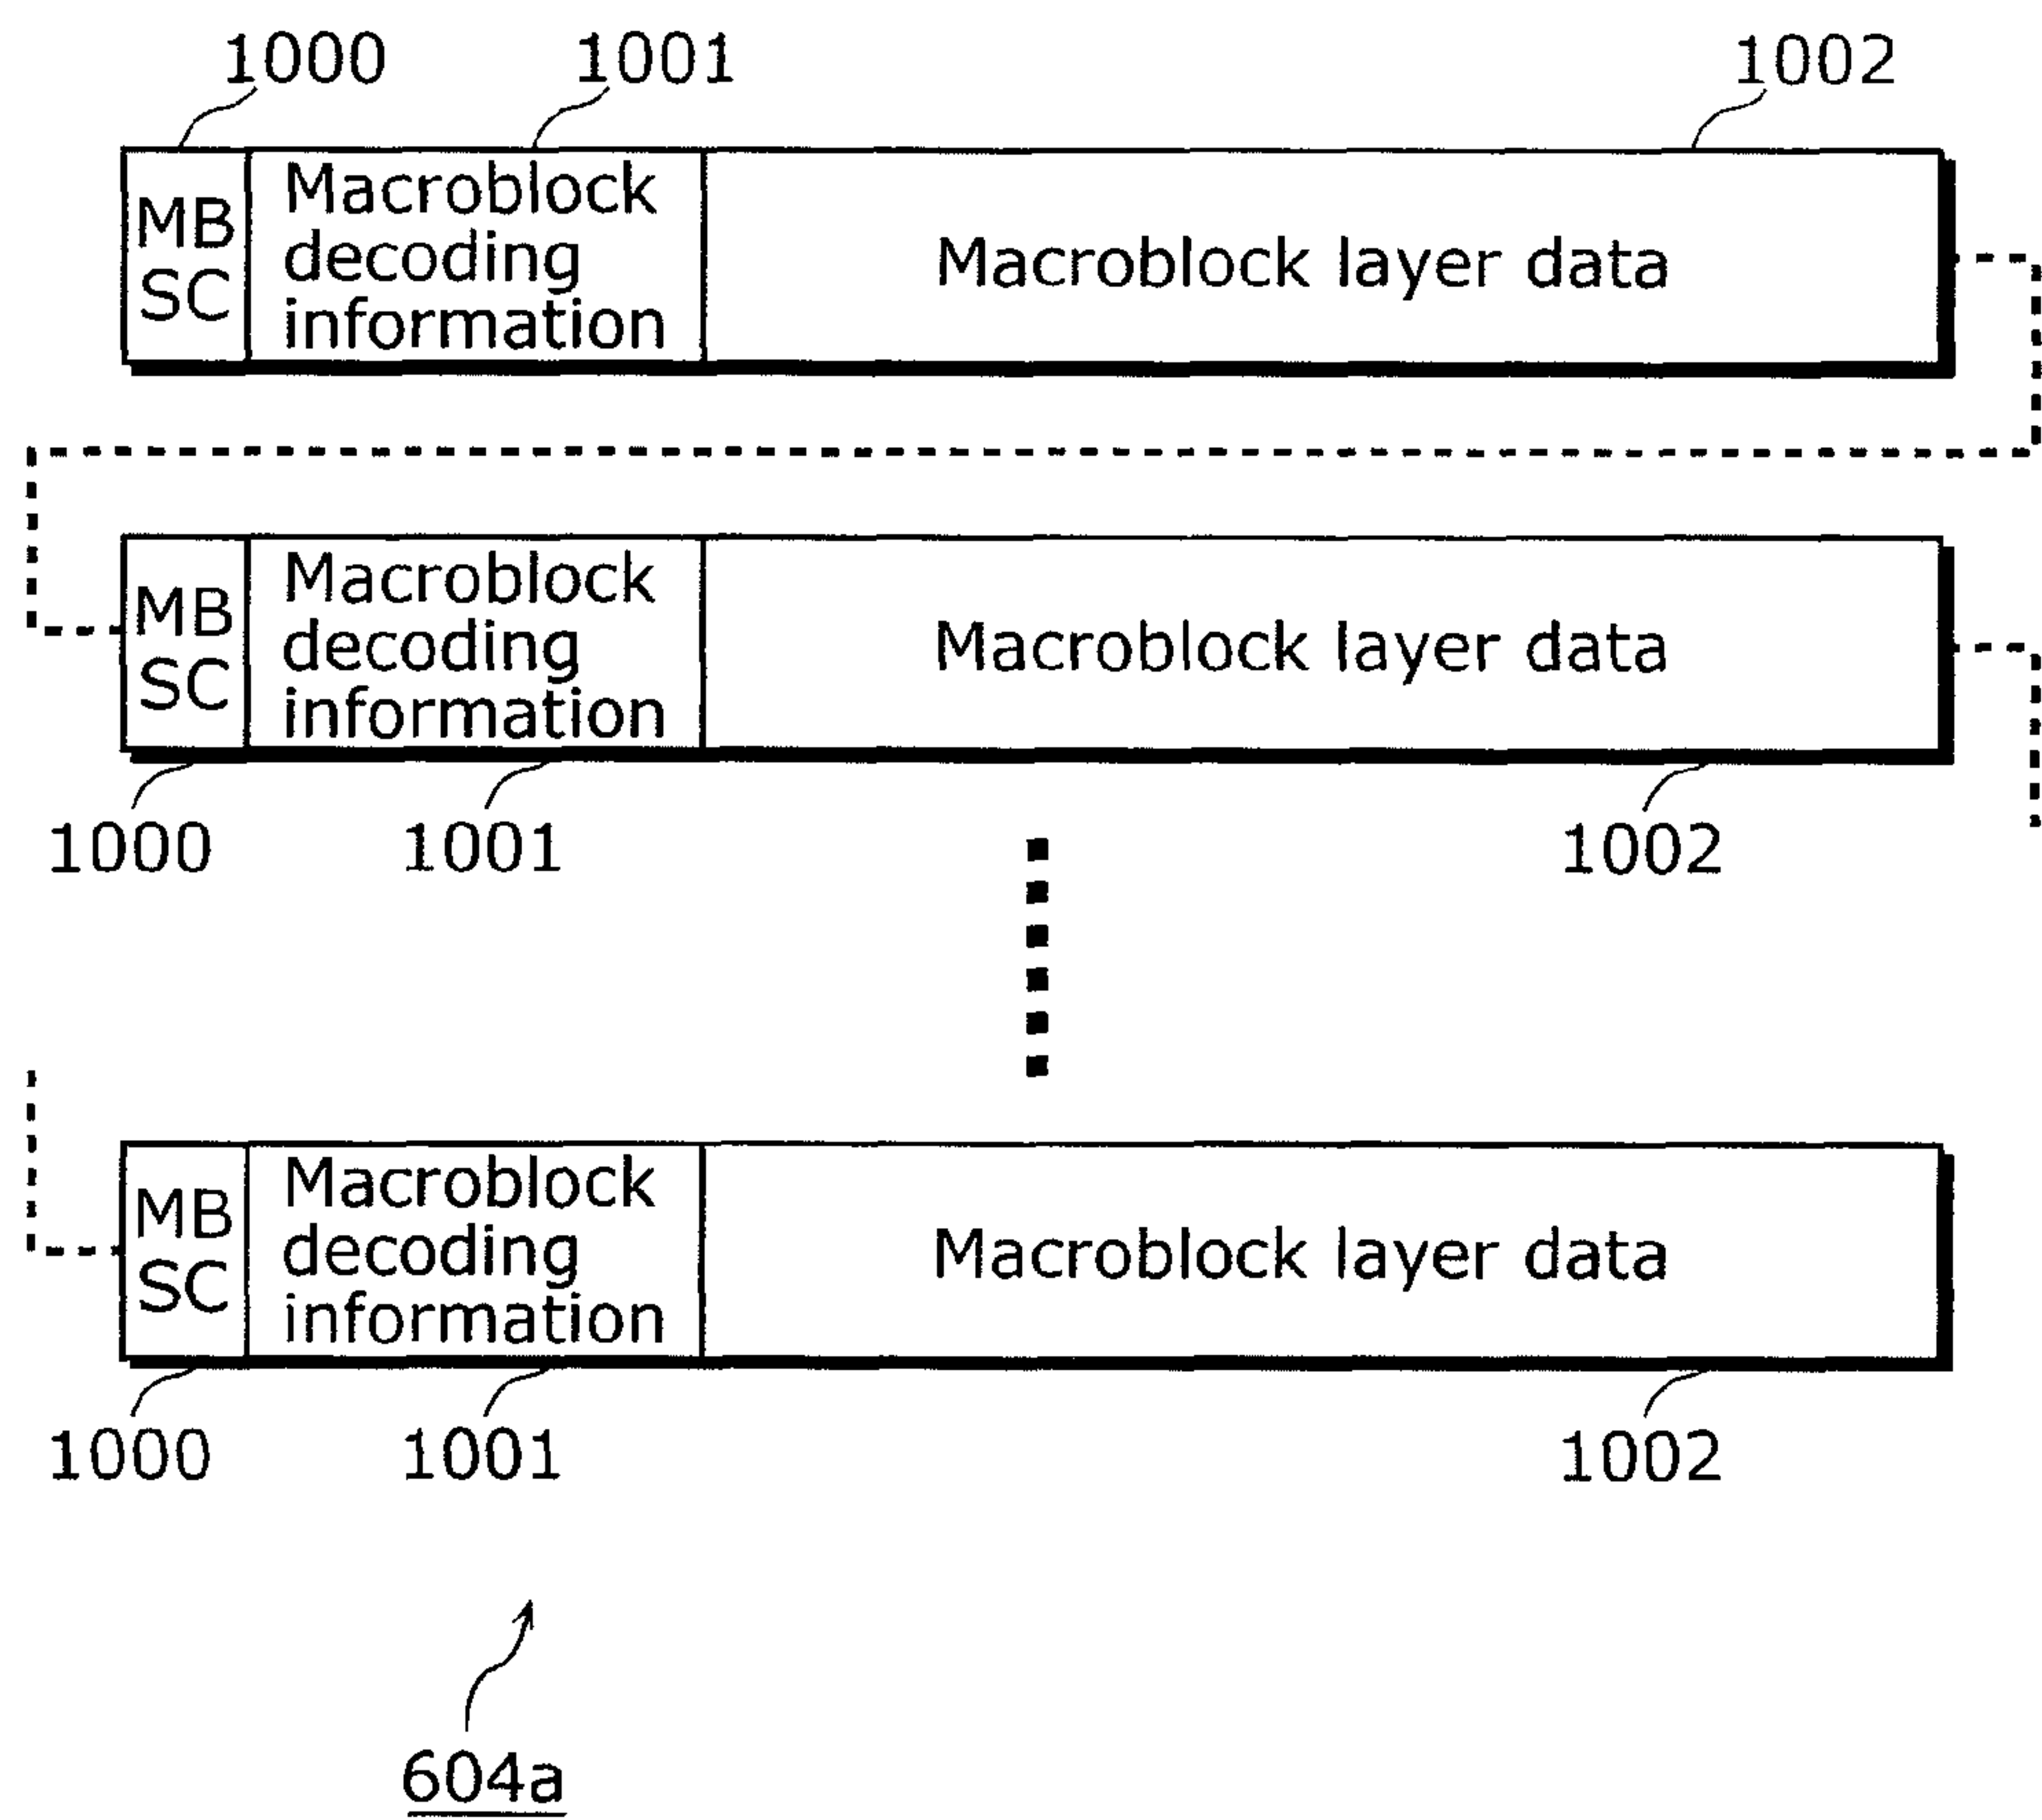 1000 1001 1002
MB
SC
Macroblock
decoding
information
Macroblock layer data
MB
SC
Macroblock
decoding
information
Macroblock layer data
1000 1001 1002
MB
SC
Macroblock
decoding
information
Macroblock layer data
1000 1001 1002
604a